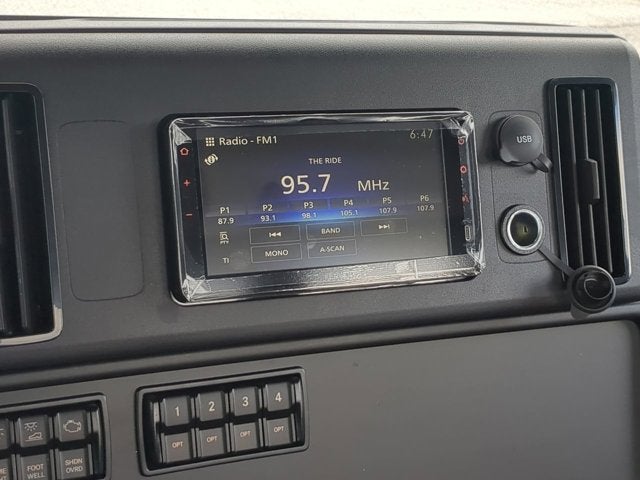 Radio - FM1
6:47
THE RIDE
95.7 MHz
P1 P2 P3 P4 P5 P6
87.9 93.1 98.1 105.1 107.9 107.9
PTY
BAND
TI
MONO A-SCAN
USB
1 2 3 4
OPT OPT OPT OPT
FOOT WELL
SHDN OVRD